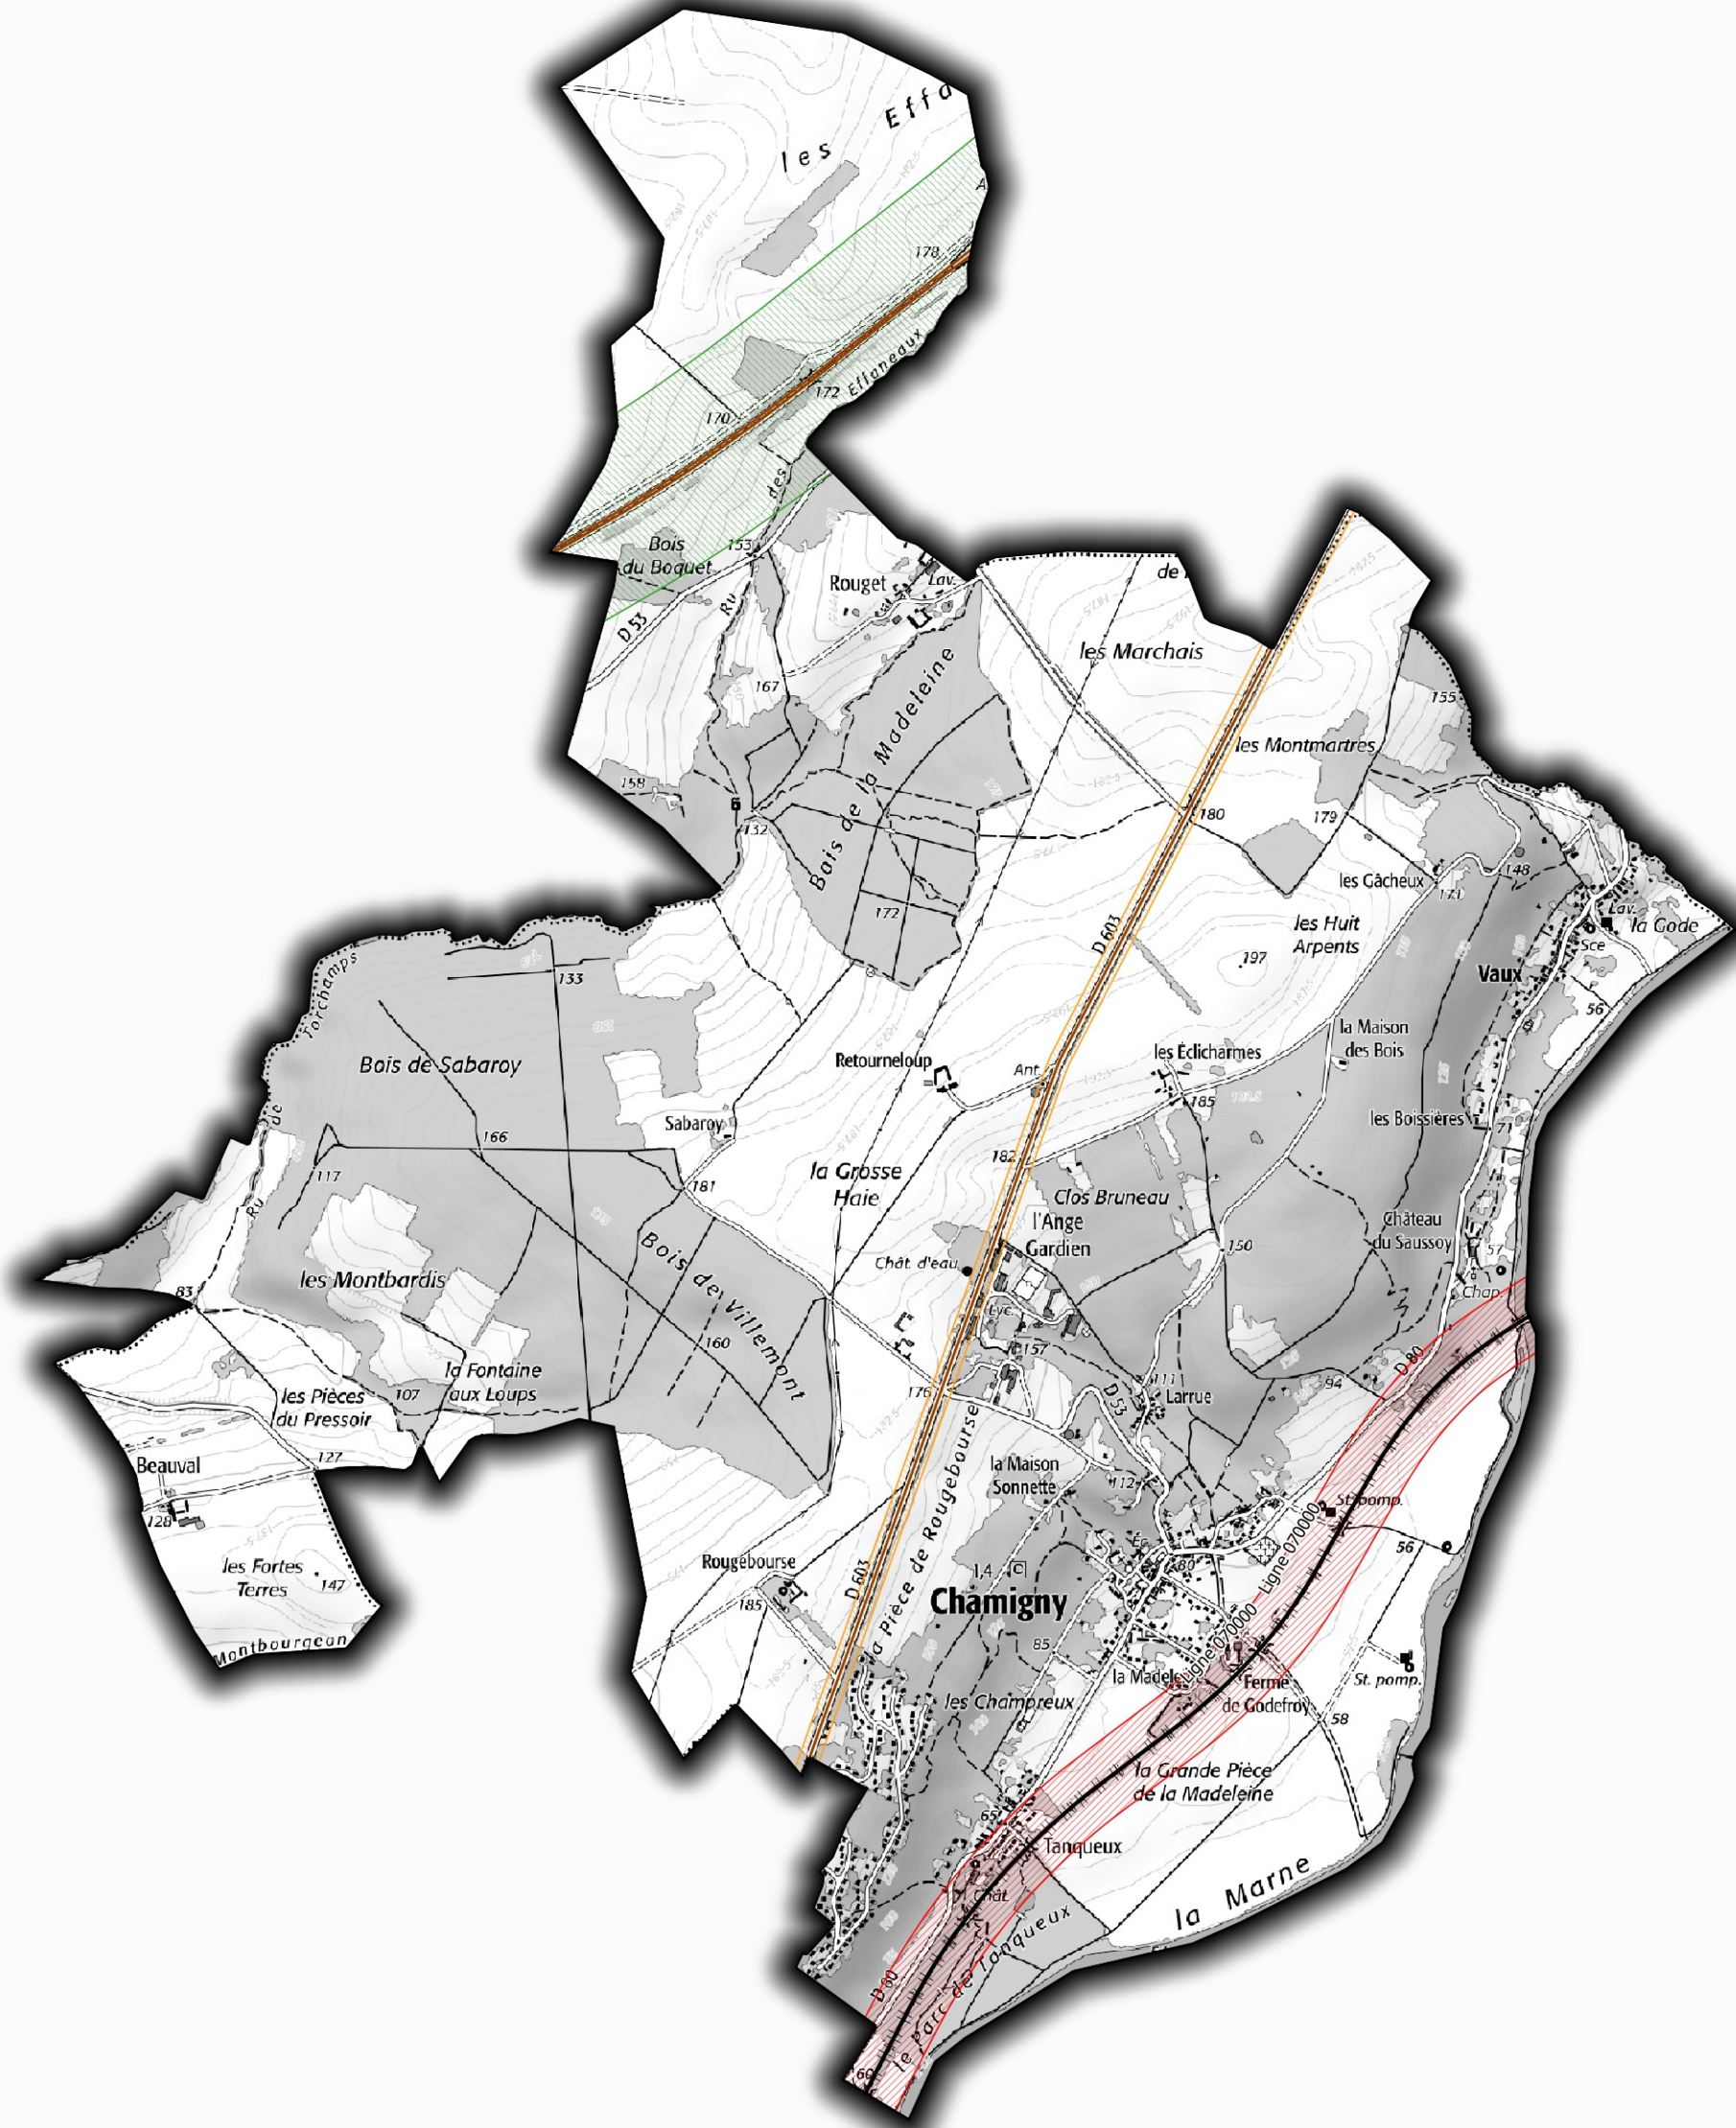 les Effa
178
172
Effaneaux
170
des
Bois
du Boquet
153
Ru
D 53
Rouget
Lav.
de
les Marchais
167
155
les Montmartres
158
180
179
132
Bois de la Madeleine
les Gâcheux
171
148
172
D 603
les Huit
Arpents
Lav.
la Gode
Sce
197
Vaux
56
Torchamps
133
Bois de Sabaroy
Retourneloup
Ant.
la Maison
des Bois
les Éclicharmes
185
les Boissières
71
Sabaroy
166
182
Ru de
117
181
la Grosse
Haie
Clos Bruneau
l'Ange
Gardien
150
Château
du Saussoy
57
Chât. d'eau
Chap.
les Montbardis
83
Bois de Villemont
160
Lyc.
157
la Fontaine
aux Loups
107
les Pièces
du Pressoir
176
D 53
111
Larrue
94
D 80
127
Beauval
128
la Maison
Sonnette
112
St. pomp.
56
les Fortes
Terres
147
Rougebourse
185
D 603
la Pièce de Rougebourse
14
C
Éc.
80
Ligne 070000
Ligne 070000
Chamigny
Montbourgean
85
la Madele
Ferme
de Godefroy
St. pomp.
58
les Champreux
la Grande Pièce
de la Madeleine
65
Tanqueux
Chât.
la Marne
D 80
le Parc de Tanqueux
60